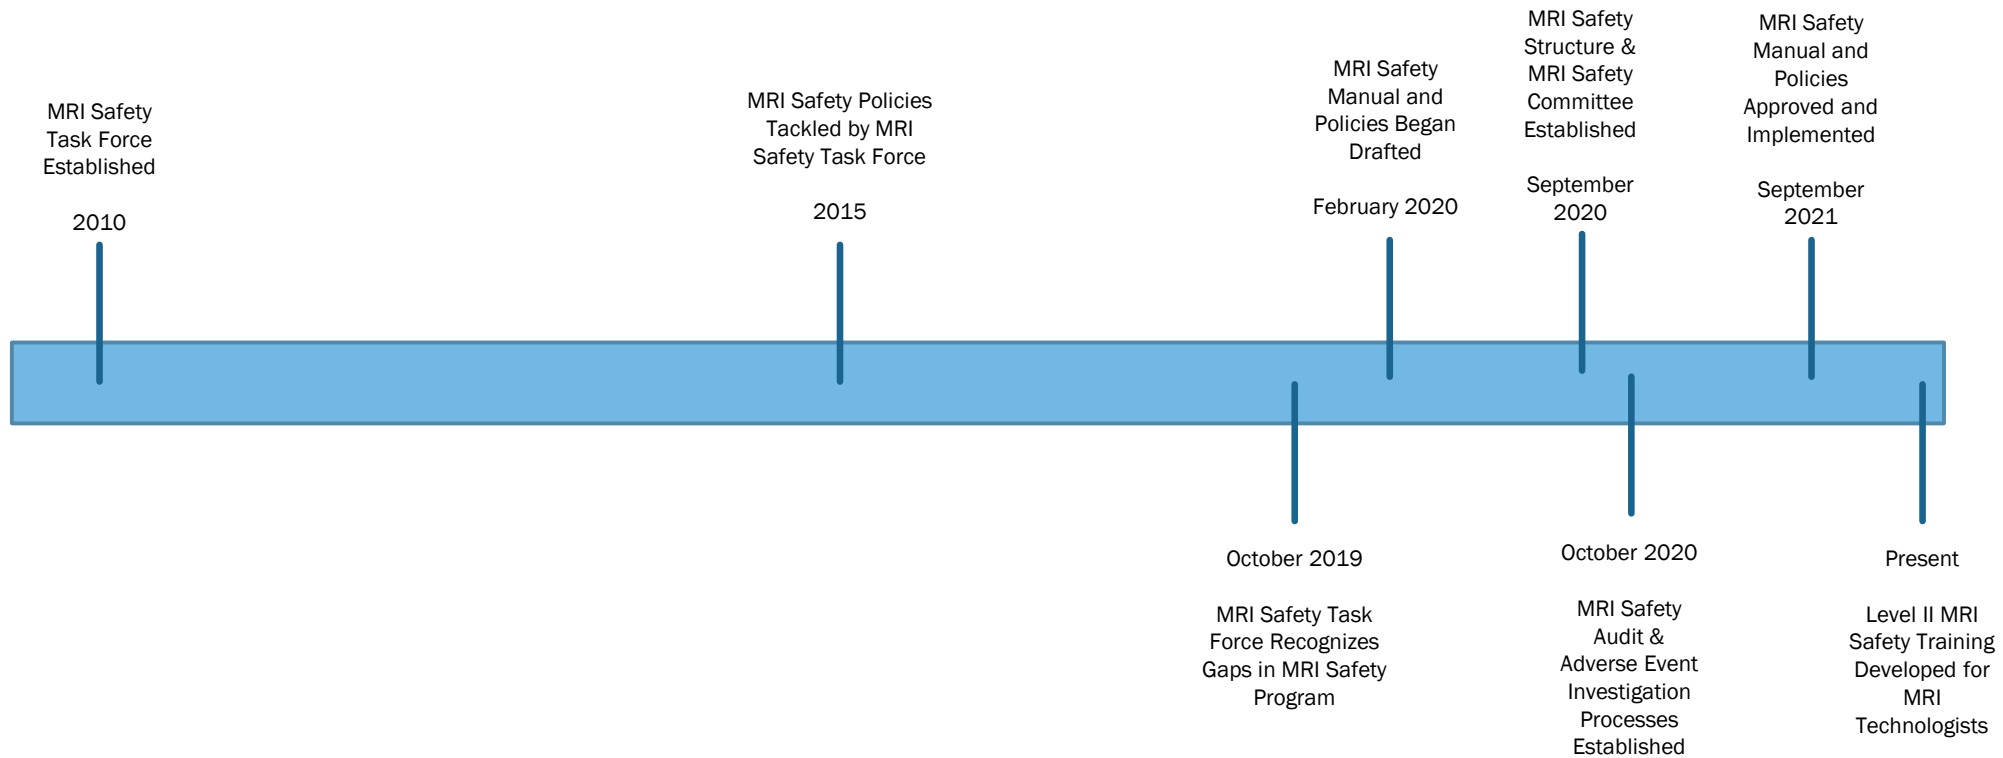 MRI Safety
Task Force
Established
2010
MRI Safety Policies
Tackled by MRI
Safety Task Force
2015
MRI Safety
Manual and
Policies Began
Drafted
February 2020
MRI Safety
Structure &
MRI Safety
Committee
Established
September
2020
MRI Safety
Manual and
Policies
Approved and
Implemented
September
2021
October 2019
MRI Safety Task
Force Recognizes
Gaps in MRI Safety
Program
October 2020
MRI Safety
Audit &
Adverse Event
Investigation
Processes
Established
Present
Level II MRI
Safety Training
Developed for
MRI
Technologists